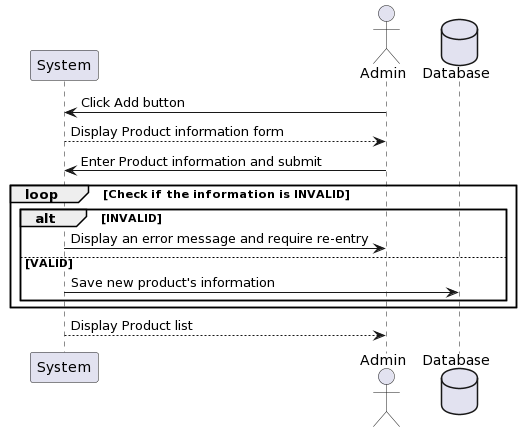 System
Admin
Database
Click Add button
Display Product information form
Enter Product information and submit
loop [Check if the information is INVALID]
alt [INVALID]
Display an error message and require re-entry
[VALID]
Save new product's information
Display Product list
System
Admin
Database